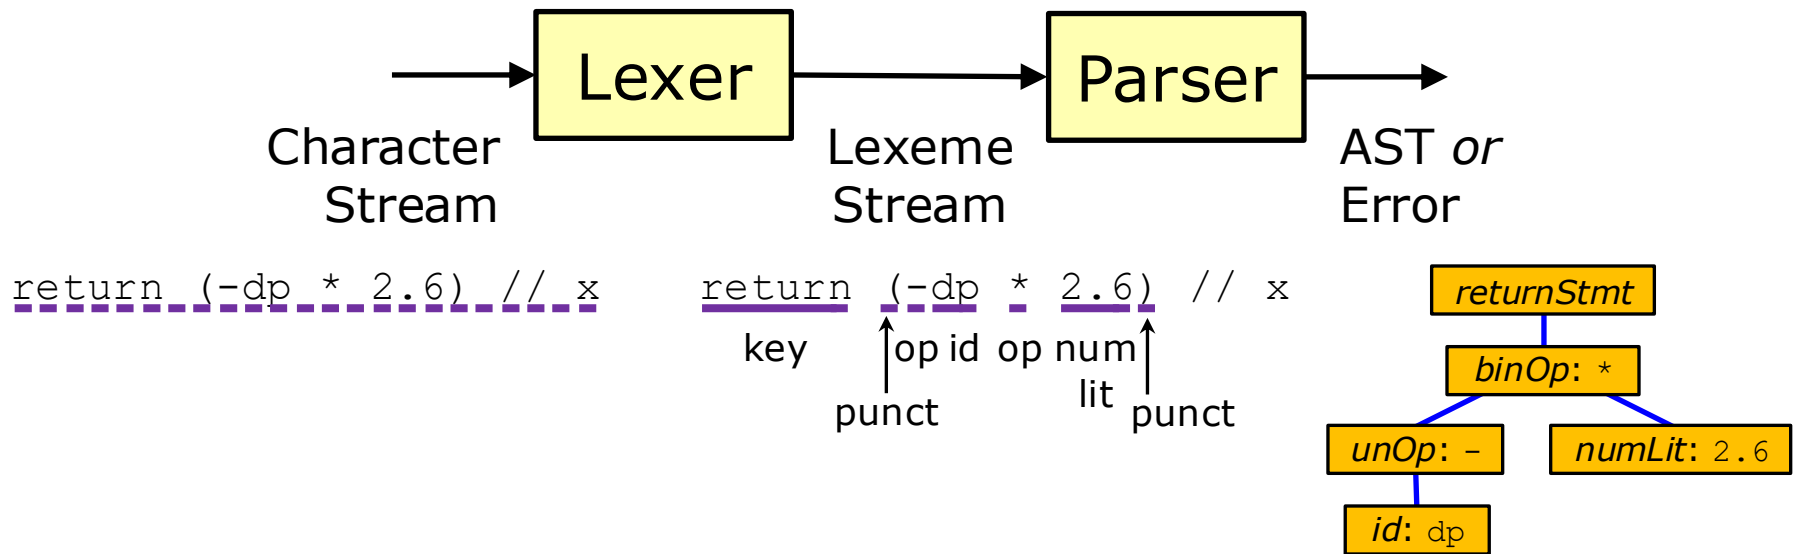 Lexer
Parser
Character
Stream
Lexeme
Stream
AST or
Error
return (-dp * 2.6) // x
return (-dp * 2.6) // x
key
op id op num
lit
punct
punct
returnStmt
binOp: *
unOp: -
numLit: 2.6
id: dp